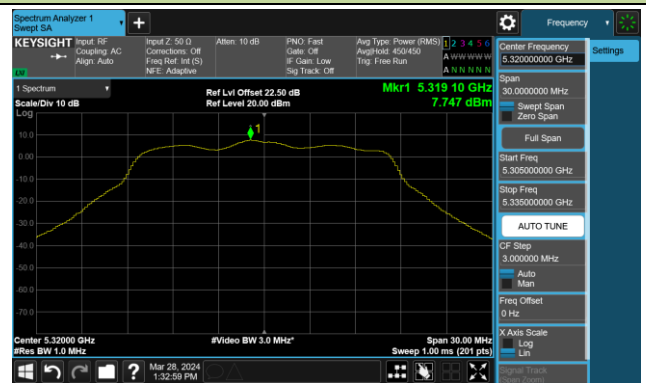 Spectrum Analyzer 1
Swept SA
Frequency
KEYSIGHT
Input: RF
Coupling: AC
Align: Auto
Input Z: 50 Ω
Corrections: Off
Freq Ref: Int (S)
NFE: Adaptive
Atten: 10 dB
PNO: Fast
Gate: Off
IF Gain: Low
Sig Track: Off
Avg Type: Power (RMS)
Avg|Hold: 450/450
Trig: Free Run
1 2 3 4 5 6
A W W W W W
A N N N N N
LXI
1 Spectrum
Scale/Div 10 dB
Ref Lvl Offset 22.50 dB
Ref Level 20.00 dBm
Mkr1 5.319 10 GHz
7.747 dBm
Log
1
10.0
0.00
-10.0
-20.0
-30.0
-40.0
-50.0
-60.0
-70.0
Center 5.32000 GHz
#Res BW 1.0 MHz
#Video BW 3.0 MHz*
Span 30.00 MHz
Sweep 1.00 ms (201 pts)
Center Frequency
5.320000000 GHz
Settings
Span
30.0000000 MHz
Swept Span
Zero Span
Full Span
Start Freq
5.305000000 GHz
Stop Freq
5.335000000 GHz
AUTO TUNE
CF Step
3.000000 MHz
Auto
Man
Freq Offset
0 Hz
X Axis Scale
Log
Lin
Signal Track
(Span Zoom)
Mar 28, 2024
1:32:59 PM